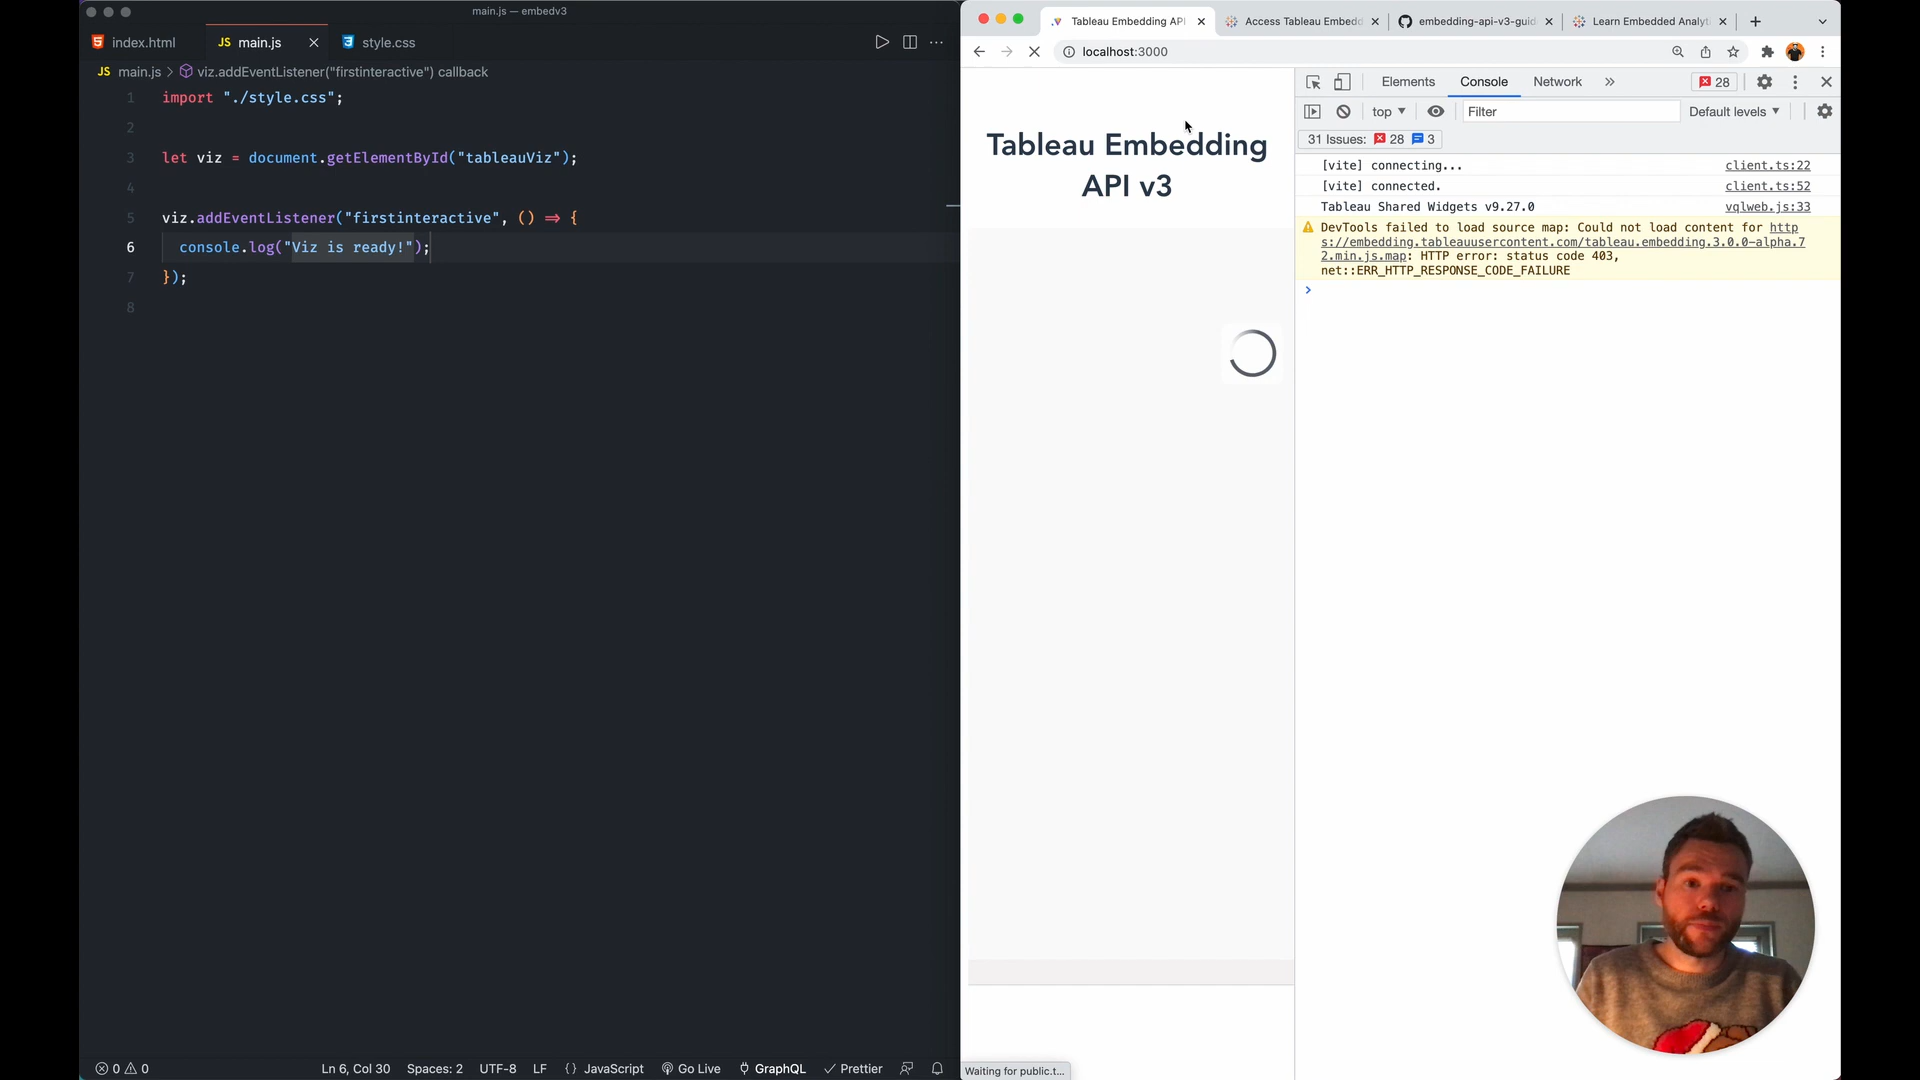 main.js — embedv3
index.html
JS main.js
style.css
JS main.js > viz.addEventListener("firstinteractive") callback
1 import "./style.css";
2
3 let viz = document.getElementById("tableauViz");
4
5 viz.addEventListener("firstinteractive", () => {
6 console.log("Viz is ready!");
7 });
8
0 0
Ln 6, Col 30
Spaces: 2
UTF-8
LF
{} JavaScript
Go Live
GraphQL
Prettier
Tableau Embedding API
Access Tableau Embedd
embedding-api-v3-guid
Learn Embedded Analyt
localhost:3000
Tableau Embedding
API v3
Waiting for public.t...
Elements
Console
Network
28
top
Filter
Default levels
31 Issues: 28 3
[vite] connecting... client.ts:22
[vite] connected. client.ts:52
Tableau Shared Widgets v9.27.0 vqlweb.js:33
DevTools failed to load source map: Could not load content for http
s://embedding.tableauusercontent.com/tableau.embedding.3.0.0-alpha.7
2.min.js.map: HTTP error: status code 403,
net::ERR_HTTP_RESPONSE_CODE_FAILURE